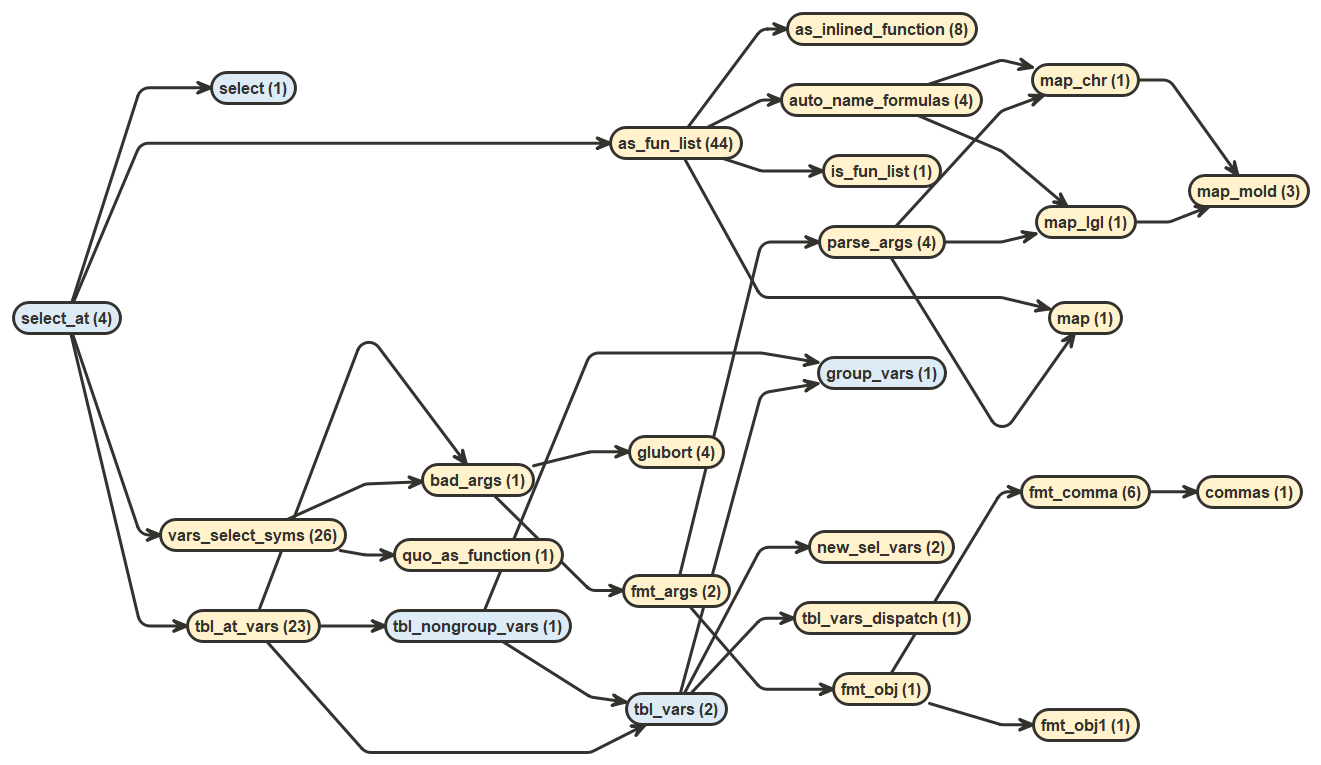 as_inlined_function (8)
map_chr (1)
select (1)
auto_name_formulas (4)
as_fun_list (44)
is_fun_list (1)
map_mold (3)
map_lgl (1)
parse_args (4)
select_at (4)
map (1)
group_vars (1)
glubort (4)
bad_args (1)
fmt_comma (6)
commas (1)
vars_select_syms (26)
new_sel_vars (2)
quo_as_function (1)
fmt_args (2)
tbl_vars_dispatch (1)
tbl_at_vars (23)
tbl_nongroup_vars (1)
fmt_obj (1)
tbl_vars (2)
fmt_obj1 (1)